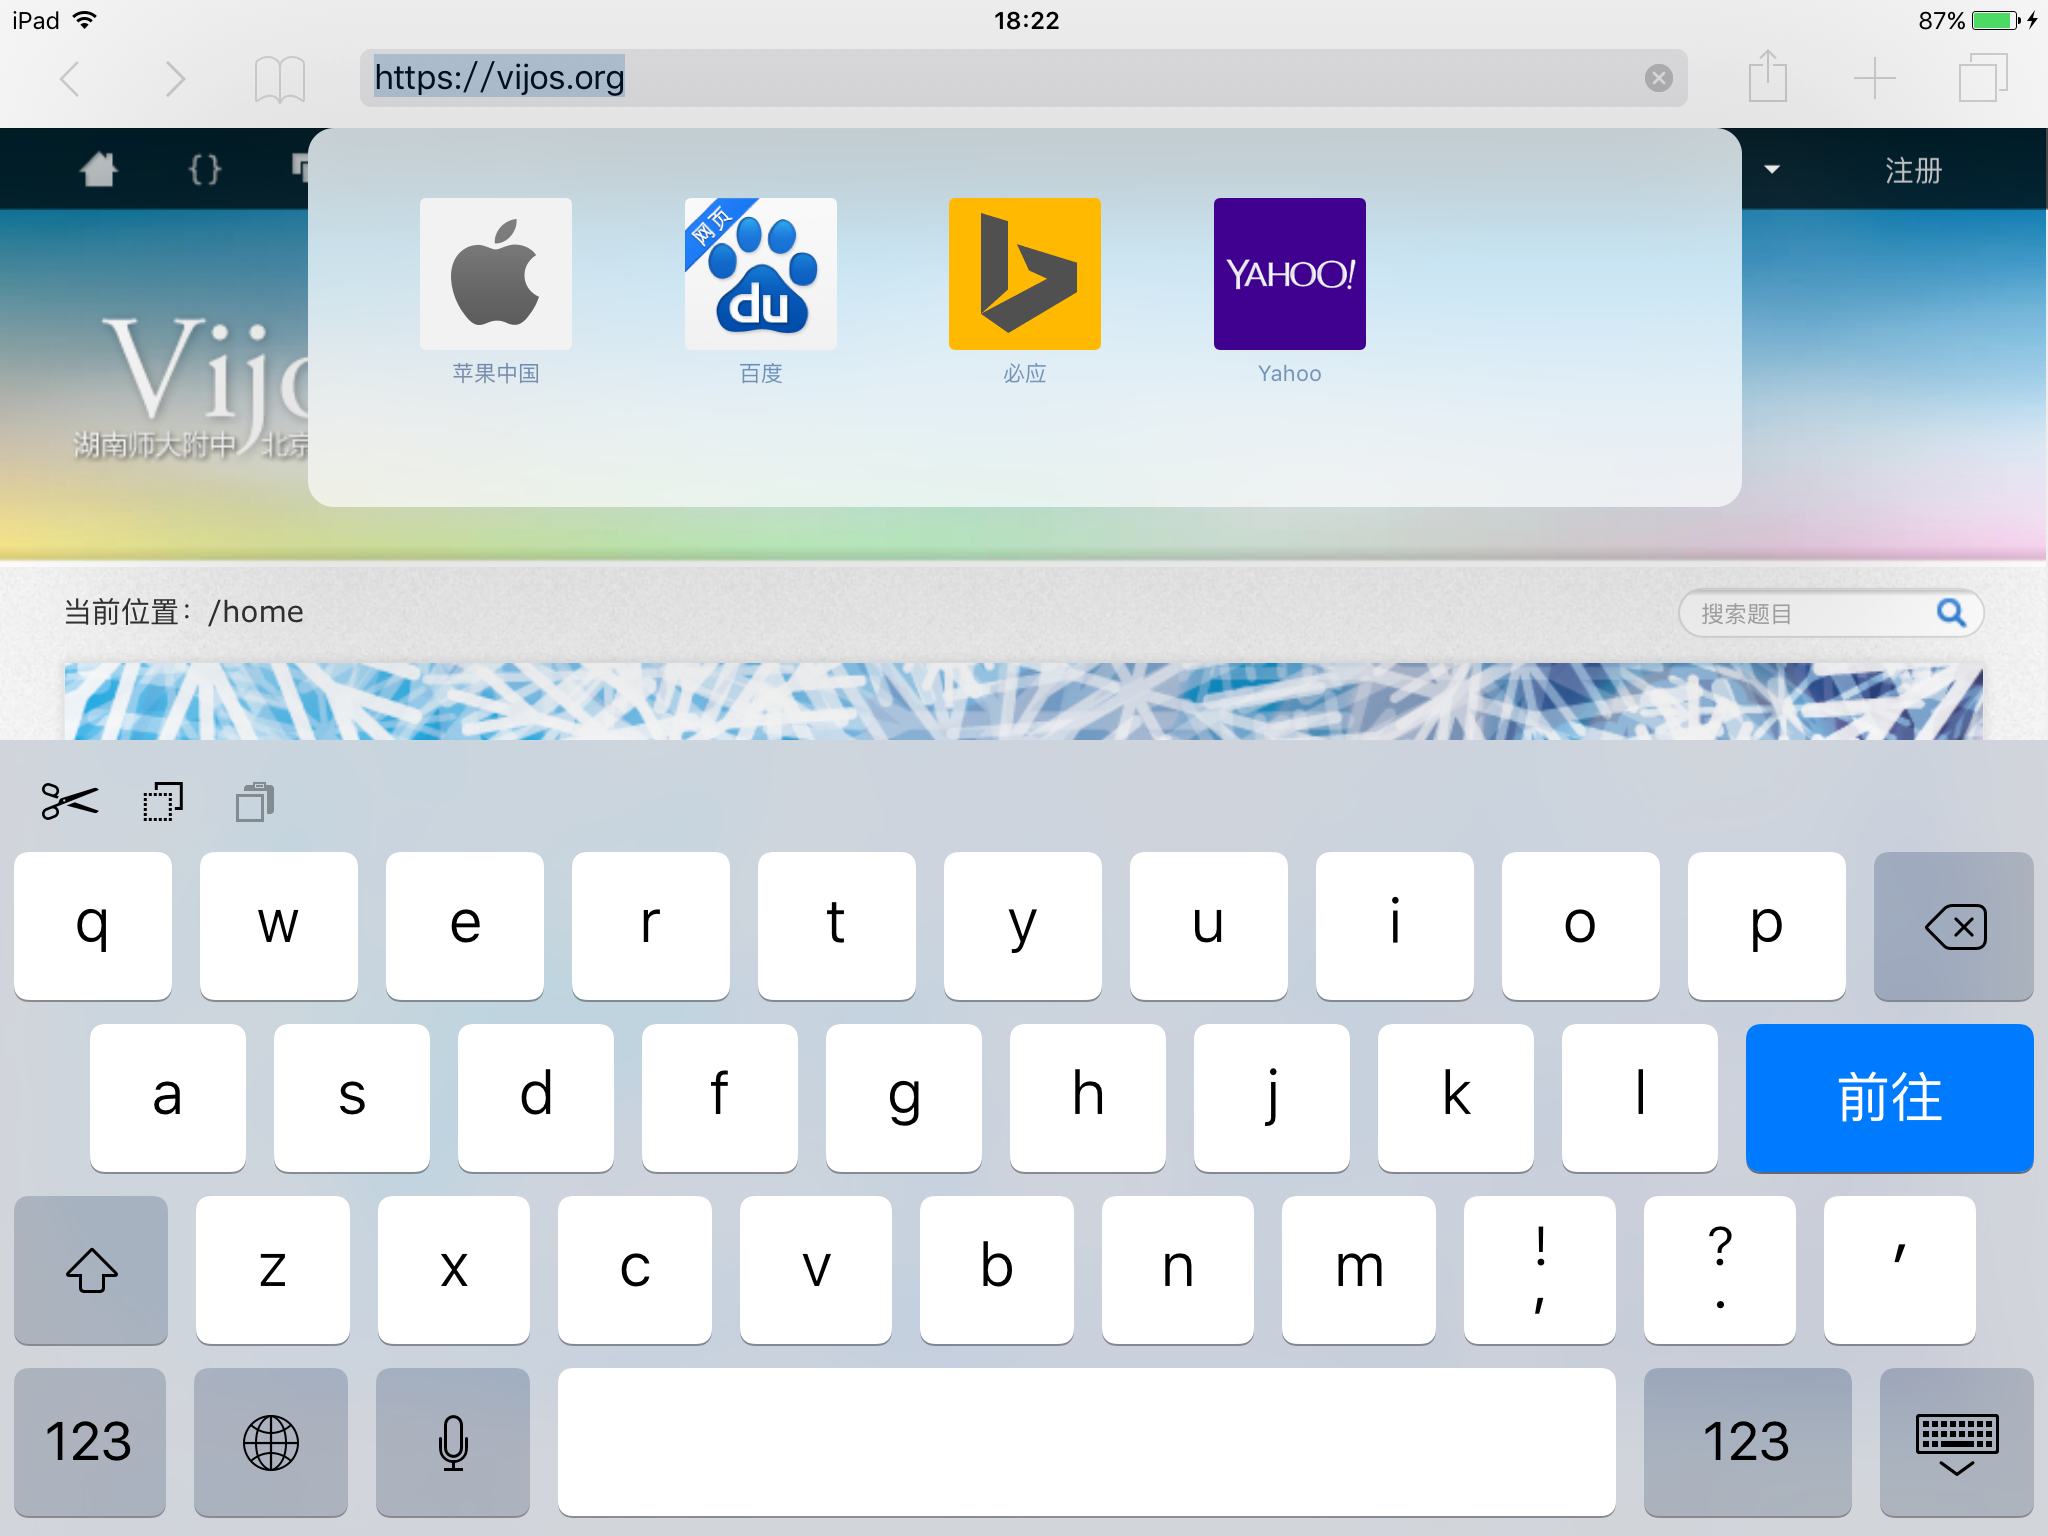 iPad 18:22 87%
https://vijos.org
{ } 注册
网页
du
YAHOO!
苹果中国 百度 必应 Yahoo
Vijo
湖南师大附中 北京
当前位置：/home 搜索题目
q w e r t y u i o p
a s d f g h j k l 前往
z x c v b n m ! , ? . '
123 123